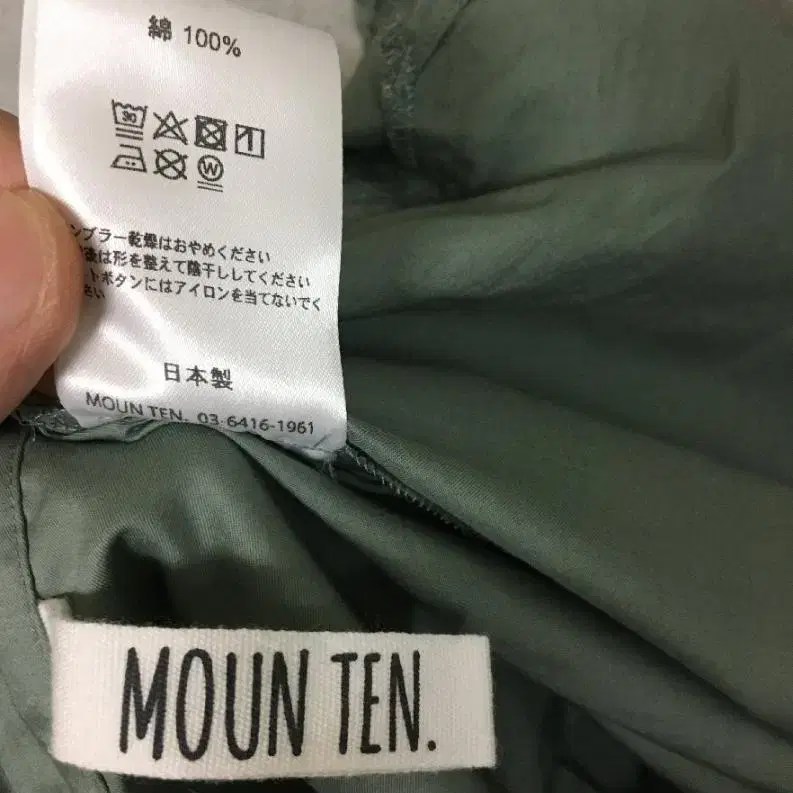 綿 100%
30
W
ンブラー乾燥はおやめください
後は形を整えて陰干ししてください
トボタンにはアイロンを当てないでく
さい
日本製
MOUN TEN. 03-6416-1961
MOUN TEN.